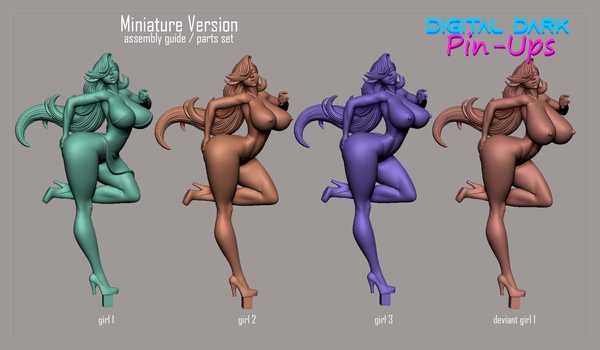 Miniature Version
assembly guide / parts set
DIGITAL DARK
Pin-Ups
girl 1
girl 2
girl 3
deviant girl 1